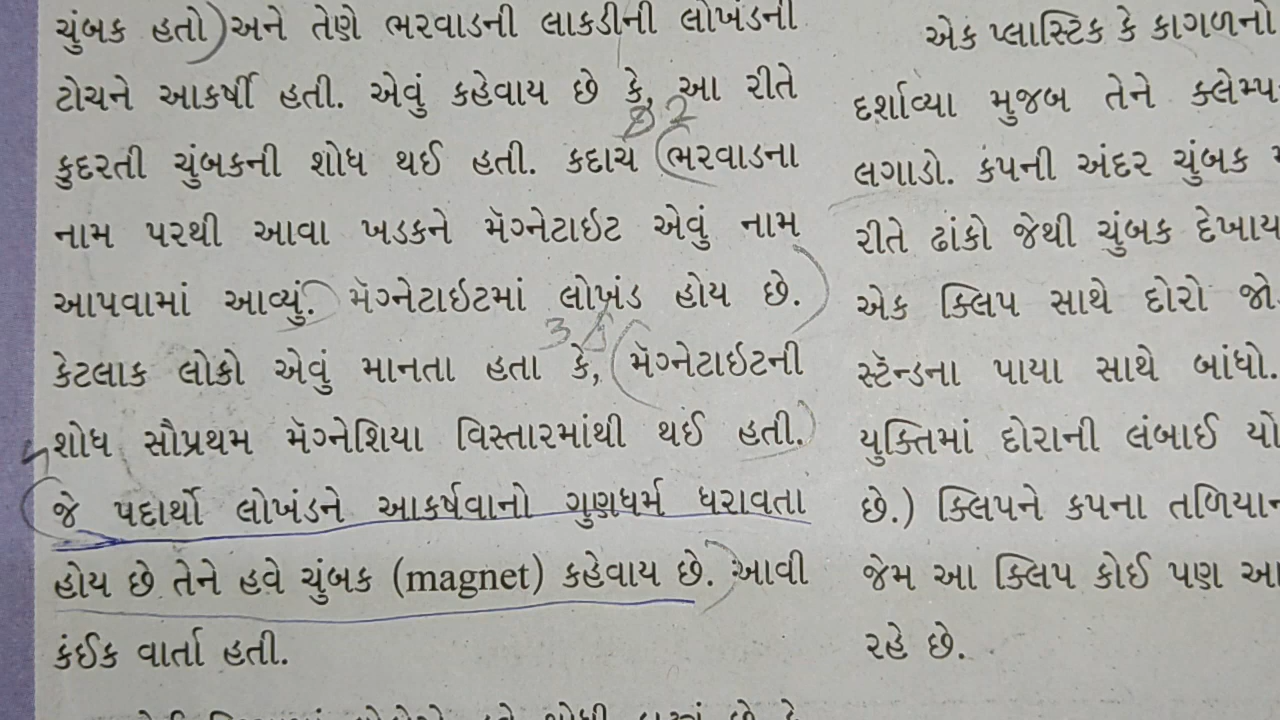 ચુંબક હતો) અને તેણે ભરવાડની લાકડીની લોખંડની
ટોચને આકર્ષી હતી. એવું કહેવાય છે કે, આ રીતે
2
કુદરતી ચુંબકની શોધ થઈ હતી. કદાચ (ભરવાડના
નામ પરથી આવા ખડકને મૅગ્નેટાઇટ એવું નામ
આપવામાં આવ્યું. મૅગ્નેટાઇટમાં લોખંડ હોય છે.)
3
કેટલાક લોકો એવું માનતા હતા કે, (મૅગ્નેટાઇટની
શોધ સૌપ્રથમ મૅગ્નેશિયા વિસ્તારમાંથી થઈ હતી.)
(જે પદાર્થો લોખંડને આકર્ષવાનો ગુણધર્મ ધરાવતા
હોય છે તેને હવે ચુંબક (magnet) કહેવાય છે.) આવી
કંઈક વાર્તા હતી.
એક પ્લાસ્ટિક કે કાગળનો
દર્શાવ્યા મુજબ તેને ક્લેમ્પ
લગાડો. કપની અંદર ચુંબક
રીતે ઢાંકો જેથી ચુંબક દેખાય
એક ક્લિપ સાથે દોરો જો
સ્ટૅન્ડના પાયા સાથે બાંધો.
યુક્તિમાં દોરાની લંબાઈ યો
છે.) ક્લિપને કપના તળિયા
જેમ આ ક્લિપ કોઈ પણ આ
રહે છે.